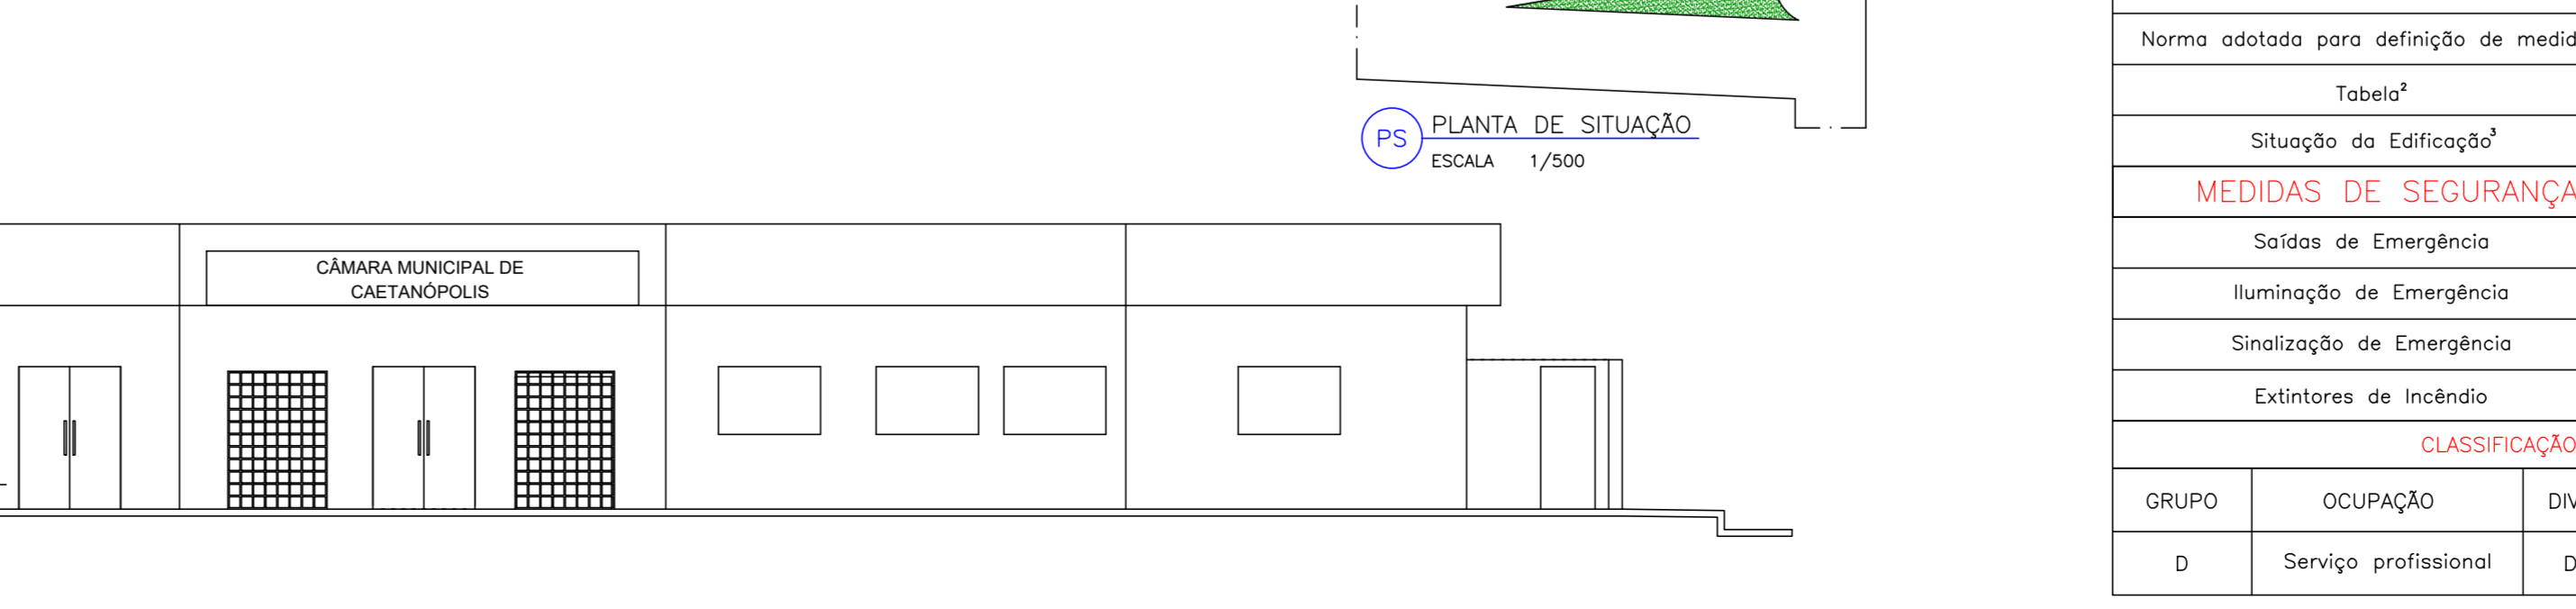 PS
PLANTA DE SITUAÇÃO
ESCALA 1/500
CÂMARA MUNICIPAL DE
CAETANÓPOLIS
Norma adotada para definição de
Tabela²
Situação da Edificação³
MEDIDAS DE SEGURANÇA
Saídas de Emergência
Iluminação de Emergência
Sinalização de Emergência
Extintores de Incêndio
CLASSIFICAÇÃO
GRUPO OCUPAÇÃO
D Serviço profissional